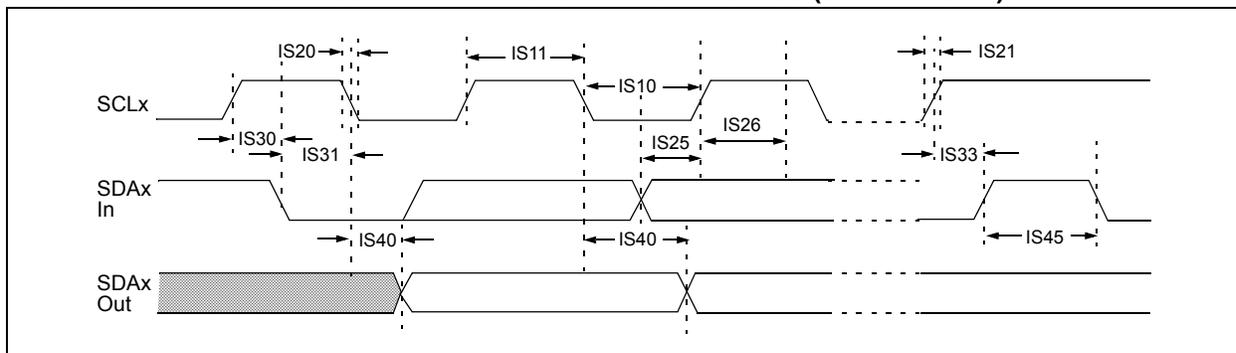 IS20
IS11
IS21
IS10
SCLx
IS30
IS26
IS31
IS25
IS33
SDAx
In
IS40
IS40
IS45
SDAx
Out